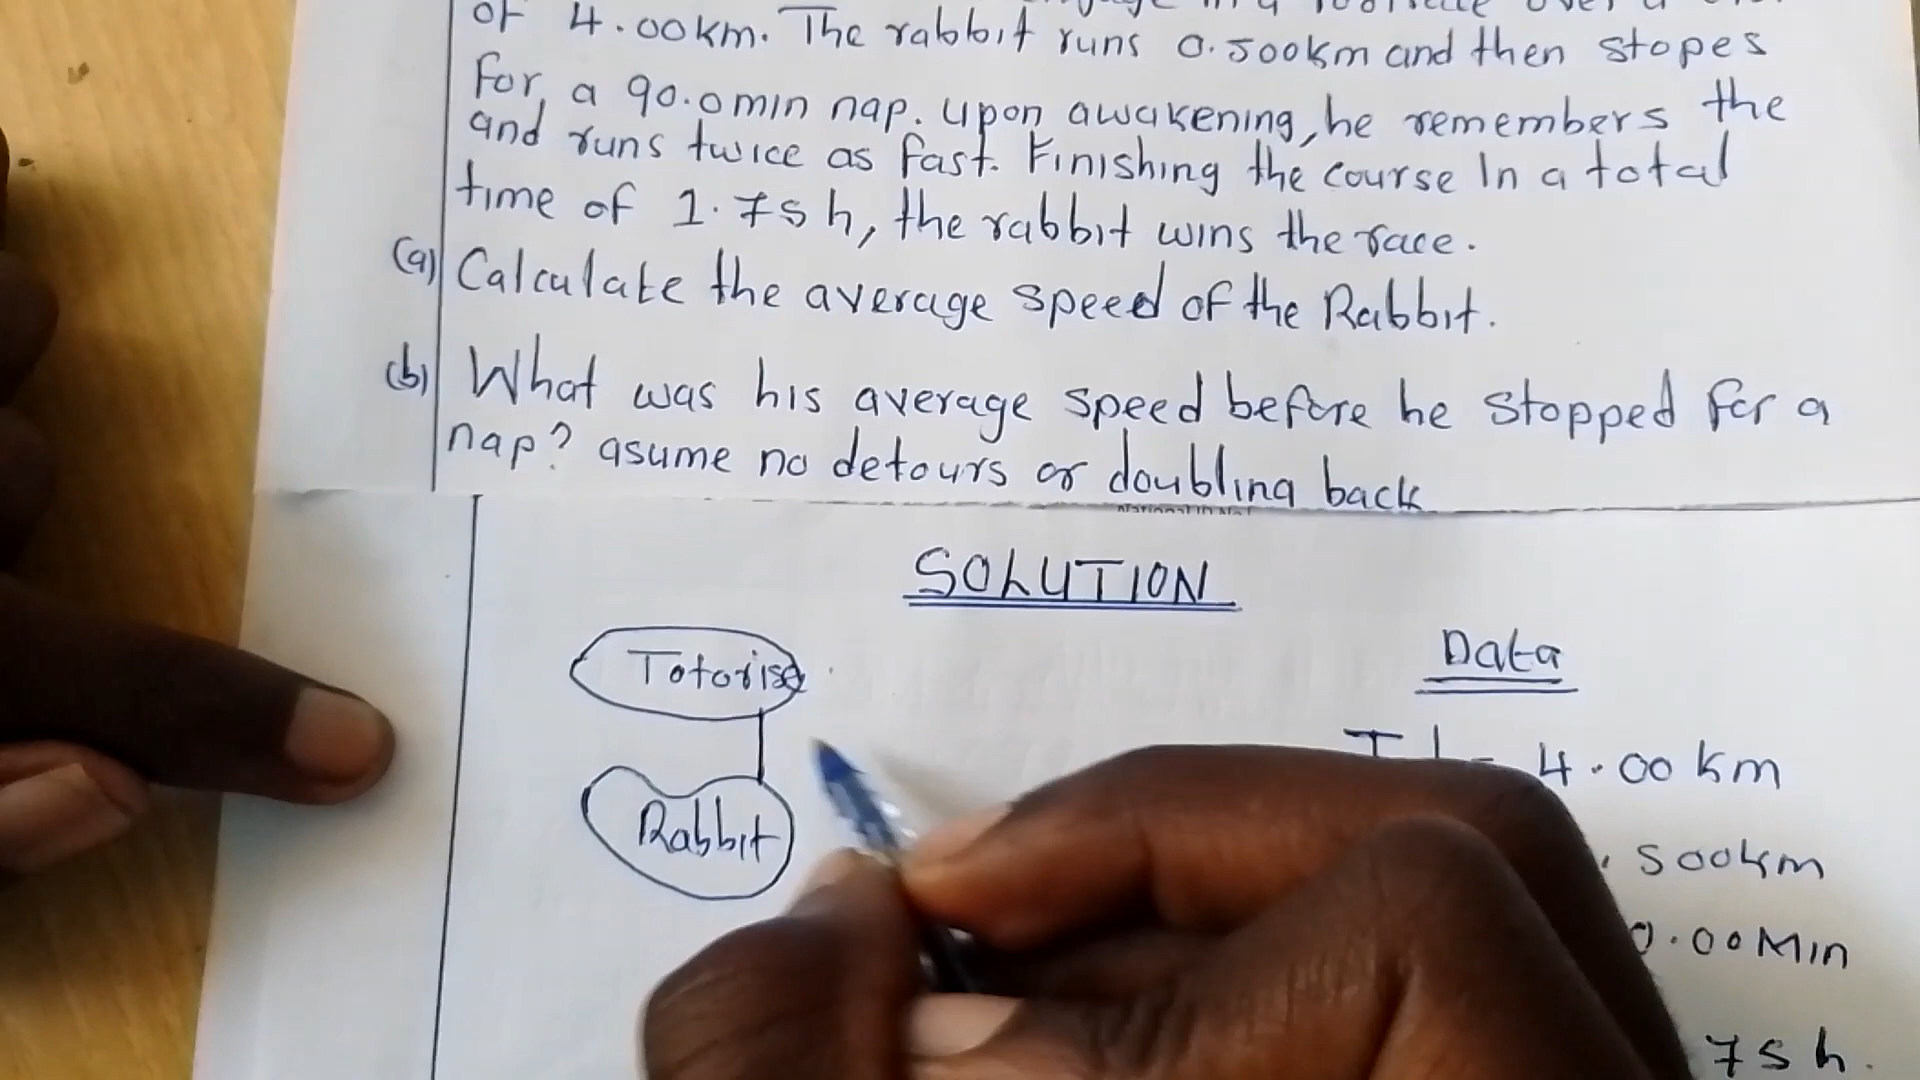 of 4.00km. The rabbit runs 0.500km and then stopes
for a 90.0min nap. upon awakening, he remembers the
and runs twice as fast. Finishing the course In a total
time of 1.75h, the rabbit wins the race.
(a) Calculate the average speed of the Rabbit.
(b) What was his average speed before he stopped for a
nap? asume no detours or doubling back
SOLUTION
Totorise
Data
4.00km
Rabbit
.500km
0.00Min
75h.